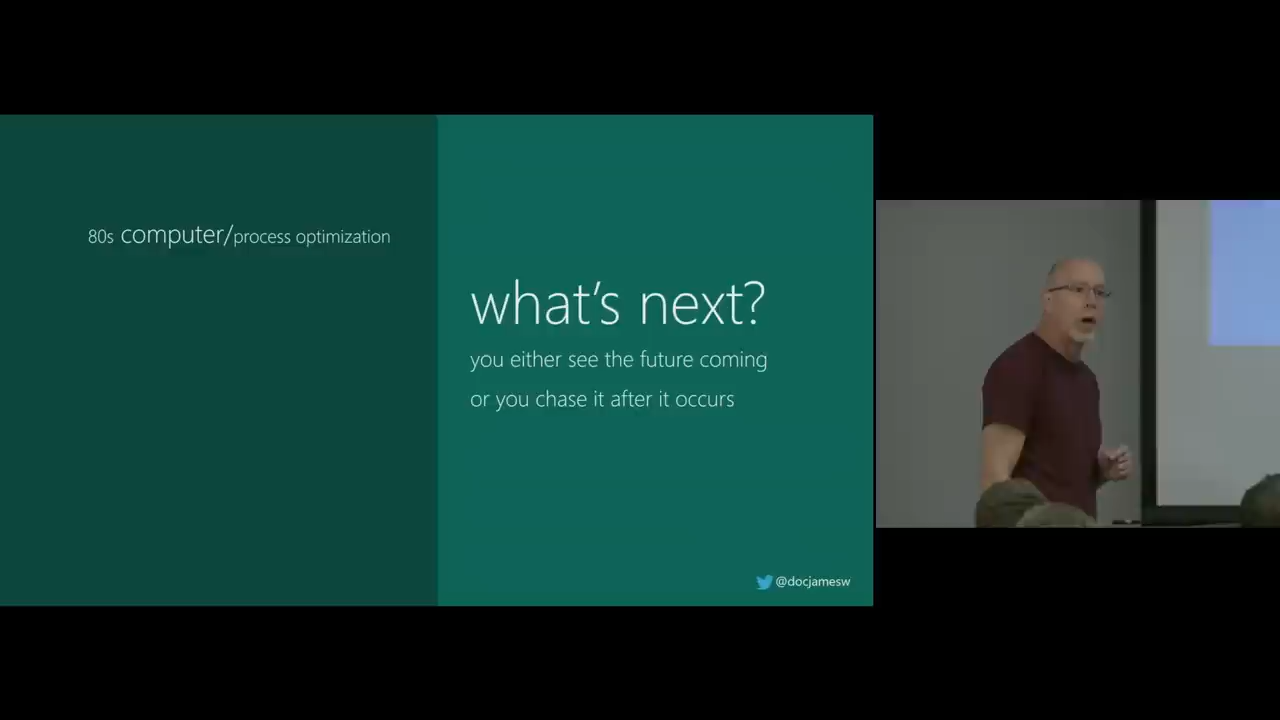 80s computer/process optimization
what's next?
you either see the future coming
or you chase it after it occurs
@docjamesw